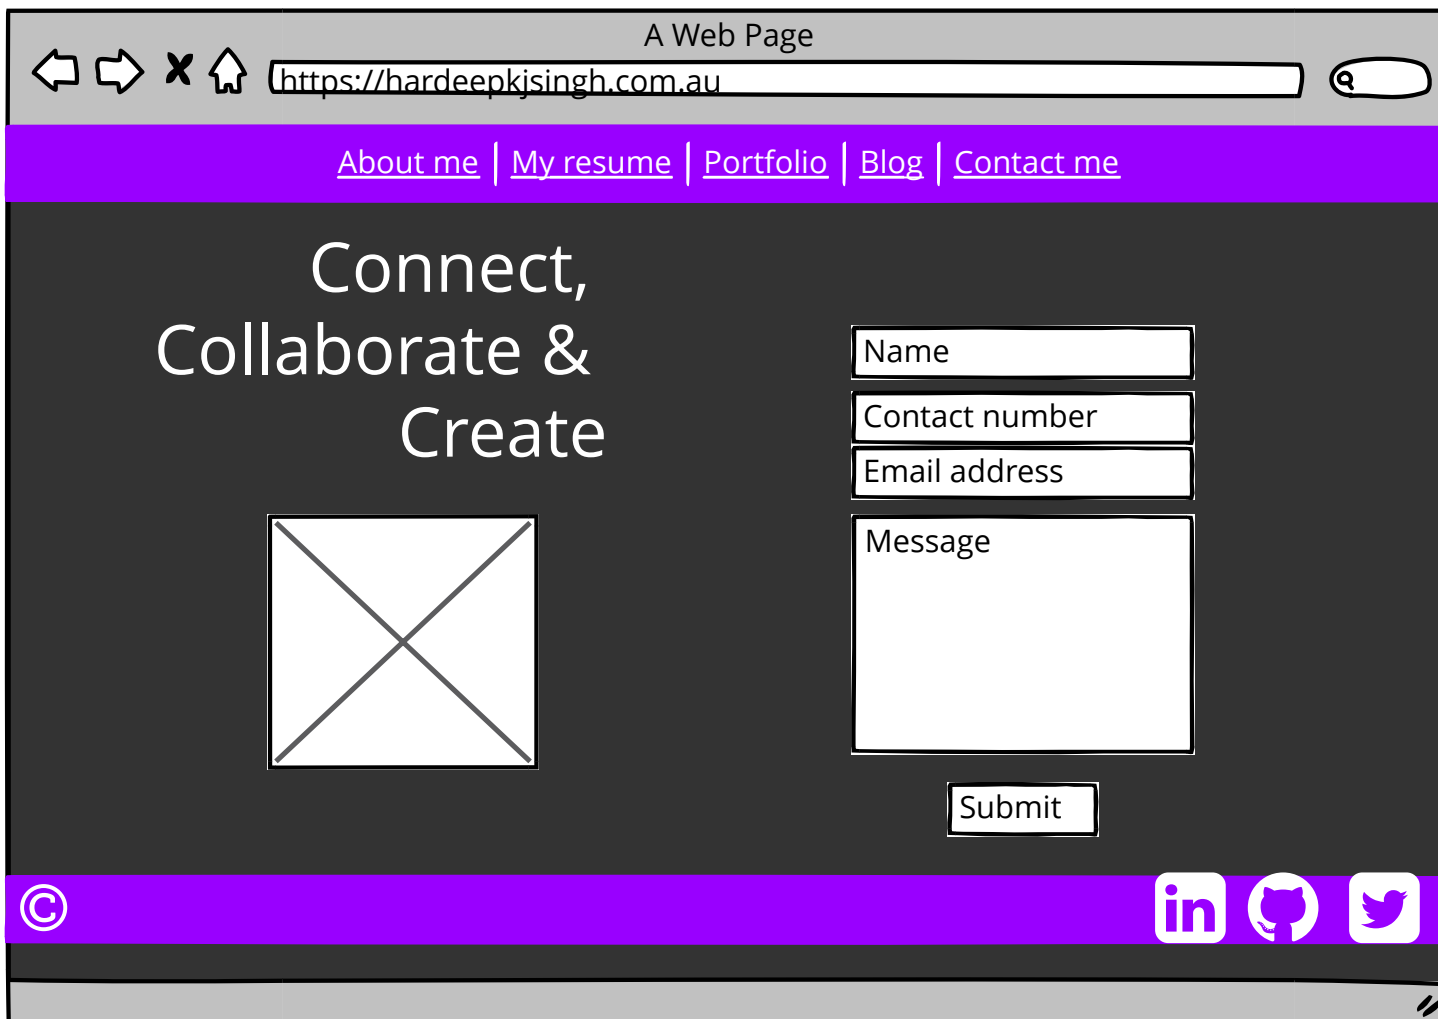 A Web Page
https://hardeepkjsingh.com.au
About me | My resume | Portfolio | Blog | Contact me
Connect,
Collaborate &
Create
Name
Contact number
Email address
Message
Submit
©
in